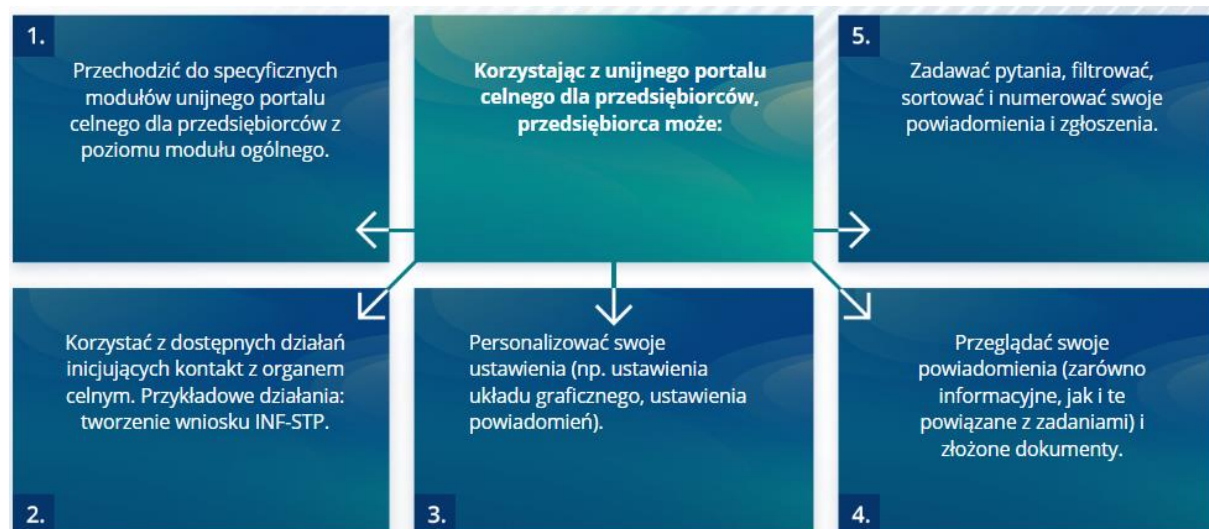 Korzystając z unijnego portalu
celnego dla przedsiębiorców,
przedsiębiorca może:
1.
Przechodzić do specyficznych
modułów unijnego portalu
celnego dla przedsiębiorców z
poziomu modułu ogólnego.
2.
Korzystać z dostępnych działań
inicjujących kontakt z organem
celnym. Przykładowe działania:
tworzenie wniosku INF-STP.
3.
Personalizować swoje
ustawienia (np. ustawienia
układu graficznego, ustawienia
powiadomień).
4.
Przeglądać swoje
powiadomienia (zarówno
informacyjne, jak i te
powiązane z zadaniami) i
złożone dokumenty.
5.
Zadawać pytania, filtrować,
sortować i numerować swoje
powiadomienia i zgłoszenia.